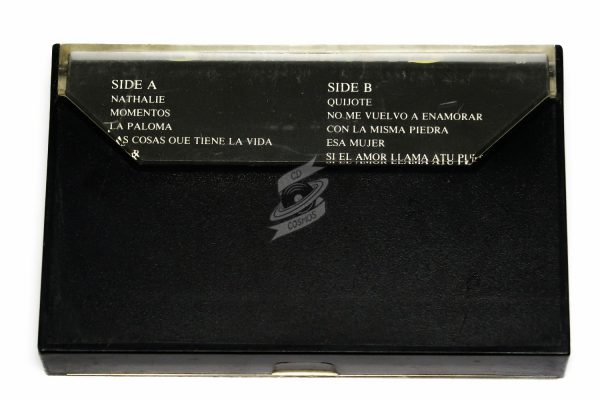 SIDE A
NATHALIE
MOMENTOS
LA PALOMA
AS COSAS QUE TIENE LA VIDA
&
SIDE B
QUIJOTE
NO ME VUELVO A ENAMORAR
CON LA MISMA PIEDRA
ESA MUJER
SI EL AMOR LLAMA ATU
CD
COSMOS